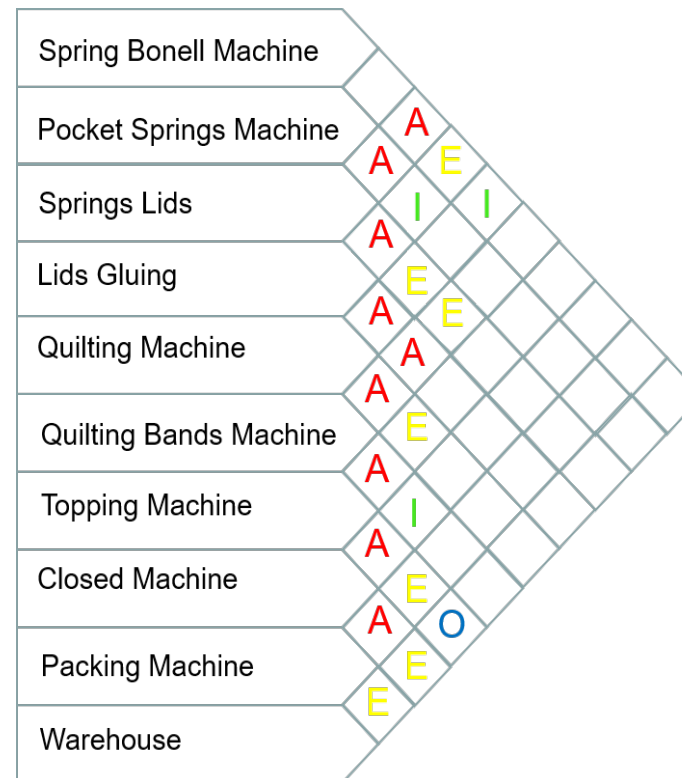 Spring Bonell Machine
A
Pocket Springs Machine
A E
Springs Lids
I I
A
Lids Gluing
E
A E
Quilting Machine
A
A
Quilting Bands Machine
E
A
Topping Machine
I
A
Closed Machine
E
A O
Packing Machine
E
E
Warehouse